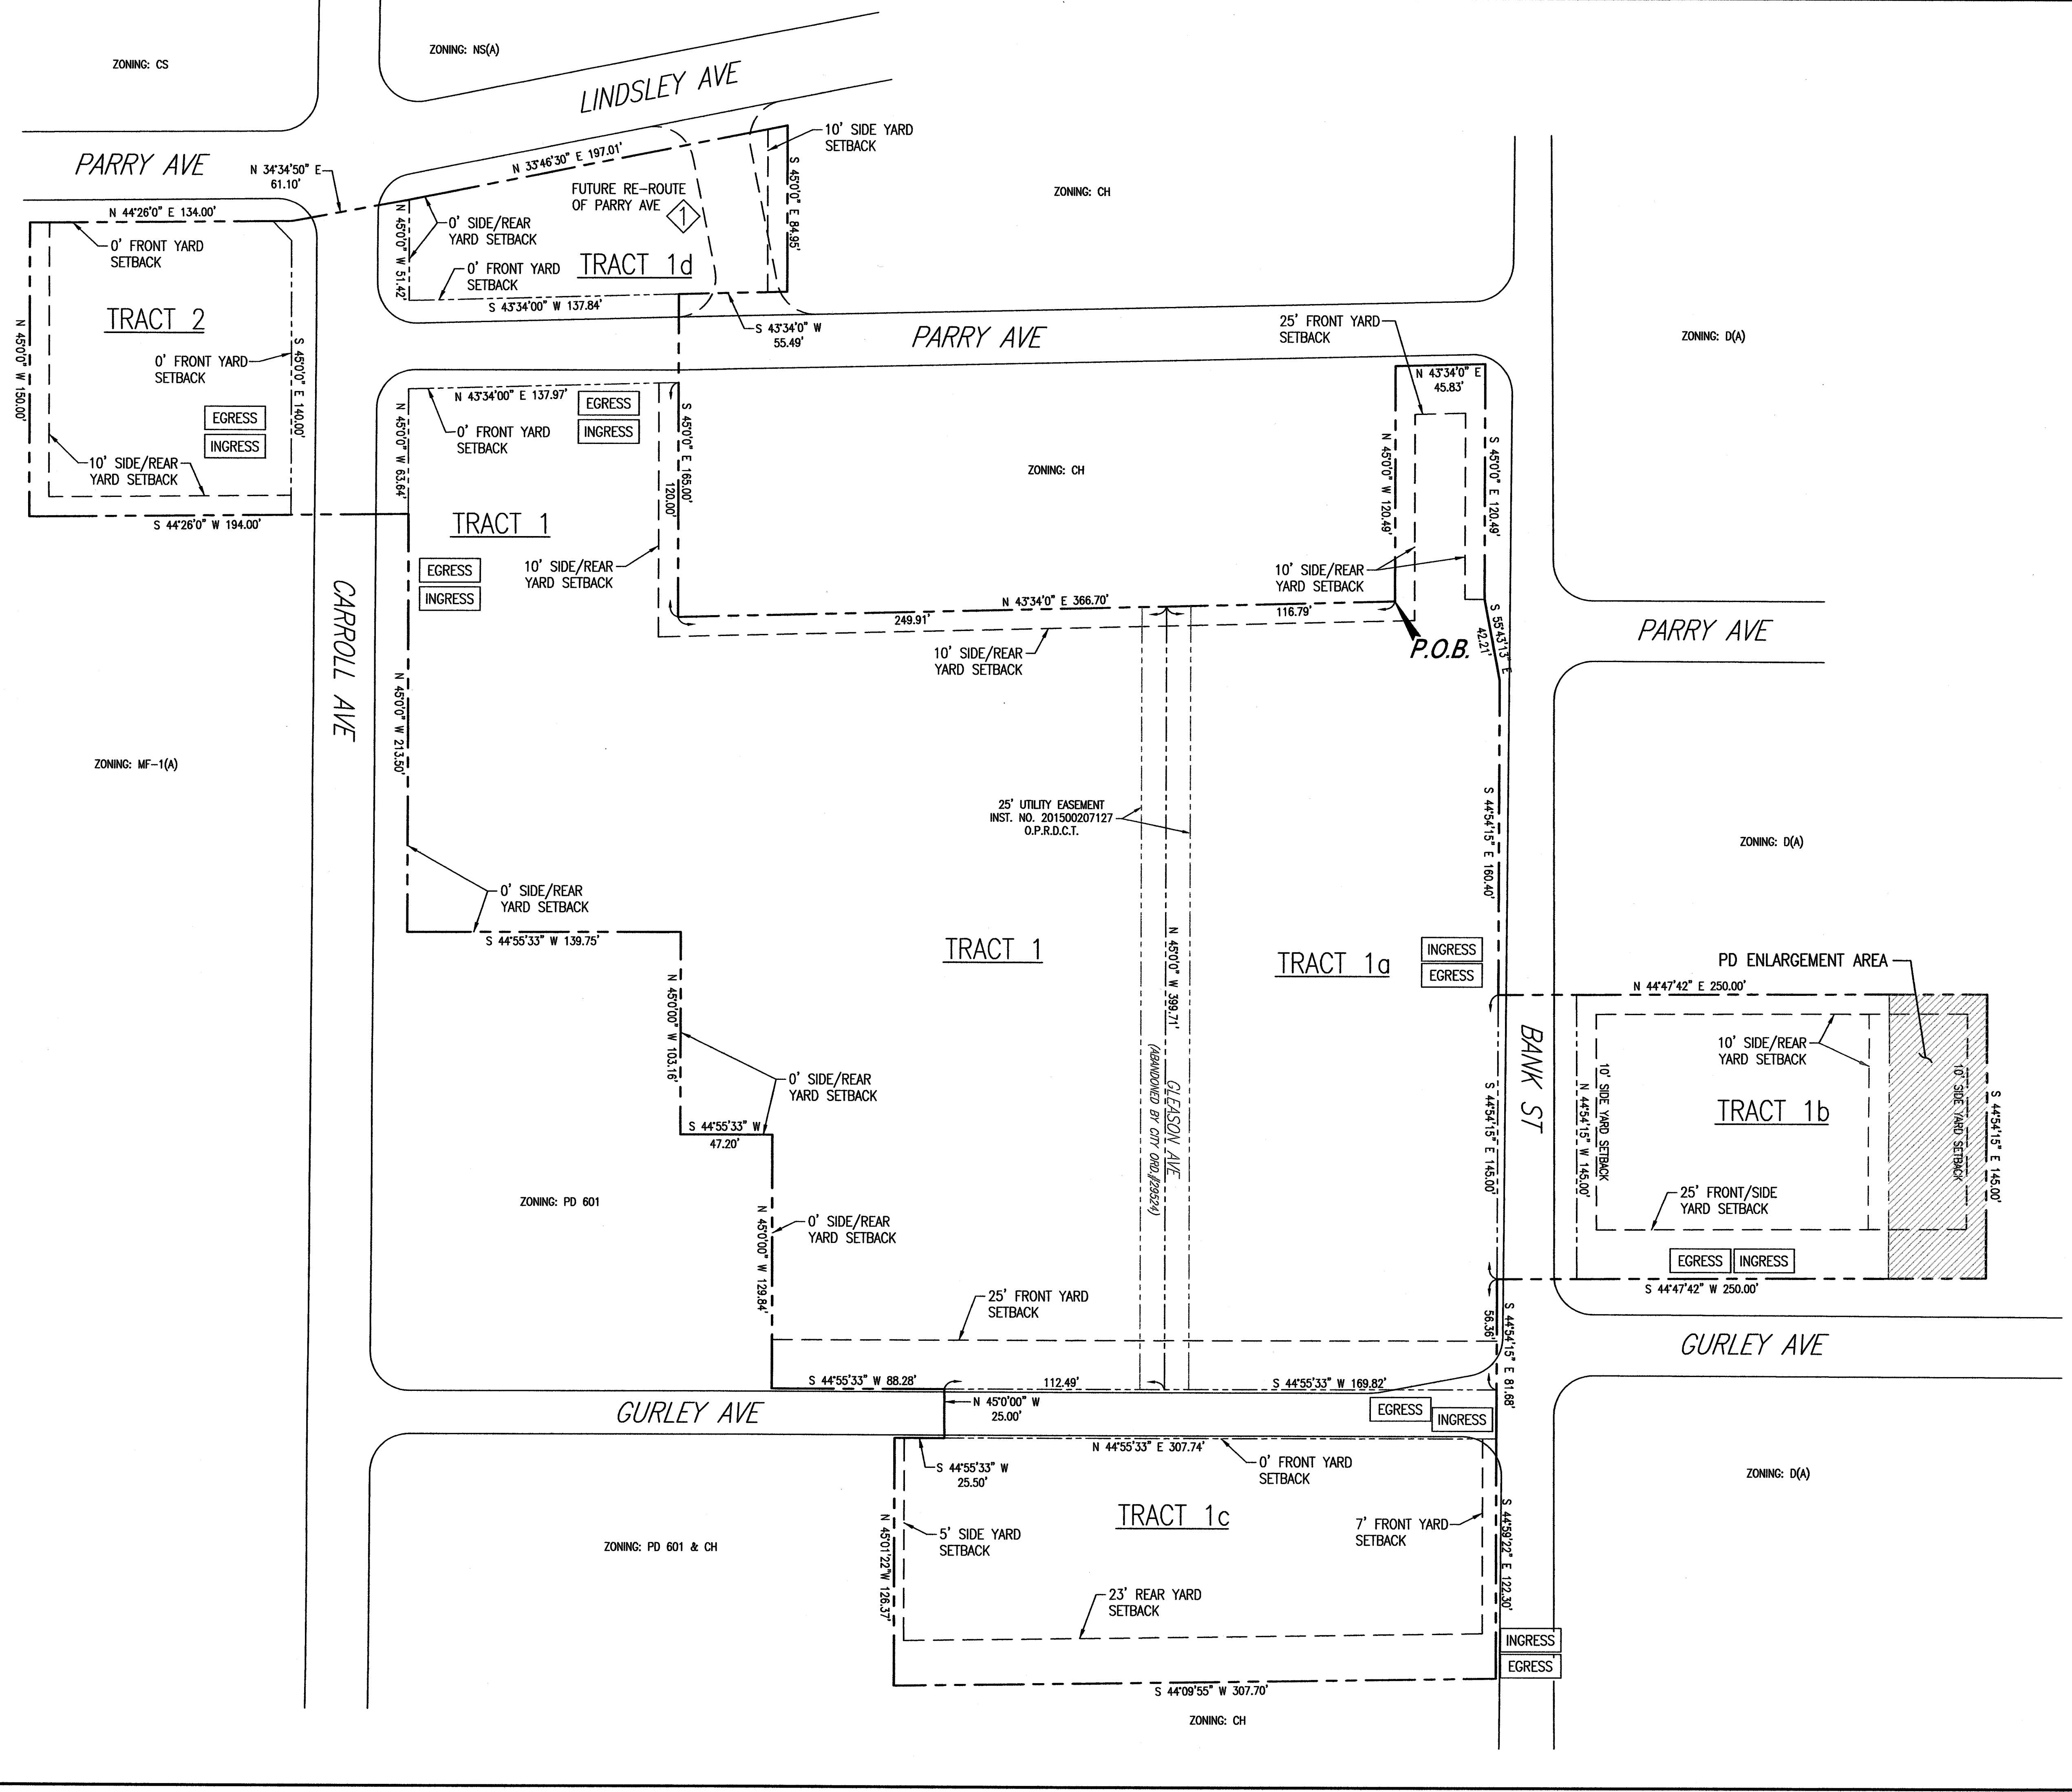 ZONING: CS
ZONING: NS(A)
LINDSLEY AVE
PARRY AVE
N 34°34'50" E
61.10'
N 33°46'30" E 197.01'
10' SIDE YARD
SETBACK
S 45°0'0" E 84.95'
ZONING: CH
FUTURE RE-ROUTE
OF PARRY AVE
1
N 44°26'0" E 134.00'
0' FRONT YARD
SETBACK
N 45°0'0" W 51.42'
0' SIDE/REAR
YARD SETBACK
0' FRONT YARD
SETBACK
TRACT 1d
S 43°34'00" W 137.84'
S 43°34'0" W
55.49'
TRACT 2
N 45°0'0" W 150.00'
0' FRONT YARD
SETBACK
S 45°0'0" E 140.00'
EGRESS
INGRESS
10' SIDE/REAR
YARD SETBACK
S 44°26'0" W 194.00'
PARRY AVE
25' FRONT YARD
SETBACK
ZONING: D(A)
N 43°34'00" E 137.97'
EGRESS
INGRESS
0' FRONT YARD
SETBACK
N 45°0'0" W 63.64'
S 45°0'0" E 165.00'
120.00'
ZONING: CH
N 43°34'0" E
45.83'
N 45°0'0" W 120.49'
S 45°0'0" E 120.49'
TRACT 1
EGRESS
INGRESS
10' SIDE/REAR
YARD SETBACK
10' SIDE/REAR
YARD SETBACK
N 43°34'0" E 366.70'
249.91'
116.79'
S 55°43'13" E
42.21'
P.O.B.
PARRY AVE
10' SIDE/REAR
YARD SETBACK
CARROLL AVE
N 45°0'0" W 213.50'
ZONING: MF-1(A)
25' UTILITY EASEMENT
INST. NO. 201500207127
O.P.R.D.C.T.
S 44°54'15" E 160.40'
ZONING: D(A)
0' SIDE/REAR
YARD SETBACK
S 44°55'33" W 139.75'
TRACT 1
N 45°0'0" W 399.71'
TRACT 1a
INGRESS
EGRESS
PD ENLARGEMENT AREA
N 44°47'42" E 250.00'
N 45°0'00" W 103.16'
GLEASON AVE
(ABANDONED BY CITY ORD.#29524)
BANK ST
10' SIDE/REAR
YARD SETBACK
10' SIDE YARD SETBACK
N 44°54'15" W 145.00'
10' SIDE YARD SETBACK
S 44°54'15" E 145.00'
TRACT 1b
0' SIDE/REAR
YARD SETBACK
S 44°55'33" W
47.20'
S 44°54'15" E 145.00'
25' FRONT/SIDE
YARD SETBACK
ZONING: PD 601
N 45°0'00" W 129.84'
0' SIDE/REAR
YARD SETBACK
EGRESS
INGRESS
S 44°47'42" W 250.00'
25' FRONT YARD
SETBACK
56.36'
S 44°54'15" E 81.68'
GURLEY AVE
S 44°55'33" W 88.28'
112.49'
S 44°55'33" W 169.82'
GURLEY AVE
N 45°0'00" W
25.00'
EGRESS
INGRESS
N 44°55'33" E 307.74'
S 44°55'33" W
25.50'
0' FRONT YARD
SETBACK
ZONING: D(A)
TRACT 1c
N 45°01'22"W 126.37'
5' SIDE YARD
SETBACK
7' FRONT YARD
SETBACK
S 44°59'22" E 122.30'
ZONING: PD 601 & CH
23' REAR YARD
SETBACK
INGRESS
EGRESS
S 44°09'55" W 307.70'
ZONING: CH